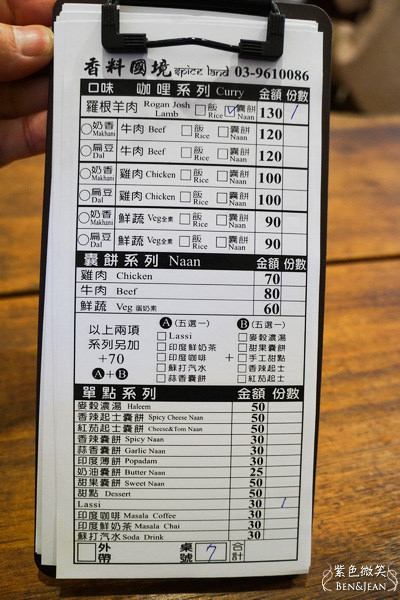 香料國境 spice land 03-9610086
口味 咖哩系列 Curry 金額 份數
羅根羊肉 Rogan Josh Lamb 飯 Rice 囊餅 Naan 130 1
奶香 Makhani 牛肉 Beef 飯 Rice 囊餅 Naan 120
扁豆 Dal 牛肉 Beef 飯 Rice 囊餅 Naan 120
奶香 Makhani 雞肉 Chicken 飯 Rice 囊餅 Naan 100
扁豆 Dal 雞肉 Chicken 飯 Rice 囊餅 Naan 100
奶香 Makhani 鮮蔬 Veg全素 飯 Rice 囊餅 Naan 90
扁豆 Dal 鮮蔬 Veg全素 飯 Rice 囊餅 Naan 90
囊餅系列 Naan 金額 份數
雞肉 Chicken 70
牛肉 Beef 80
鮮蔬 Veg 蛋奶素 60
以上兩項
系列另加
+70
A+B
A (五選一)
Lassi
印度鮮奶茶
印度咖啡
蘇打汽水
蒜香囊餅
+
B (五選一)
麥穀濃湯
甜果囊餅
手工甜點
香辣起士
紅茄起士
單點系列 金額 份數
麥穀濃湯 Haleem 50
香辣起士囊餅 Spicy Cheese Naan 50
紅茄起士囊餅 Cheese&Tom Naan 50
香辣囊餅 Spicy Naan 30
蒜香囊餅 Garlic Naan 30
印度薄餅 Popadam 30
奶油囊餅 Butter Naan 25
甜果囊餅 Sweet Naan 50
甜點 Dessert 50
Lassi 30 1
印度咖啡 Masala Coffee 30
印度鮮奶茶 Masala Chai 30
蘇打汽水 Soda Drink 30
外帶 桌號 7 合計
紫色微笑
BEN&JEAN